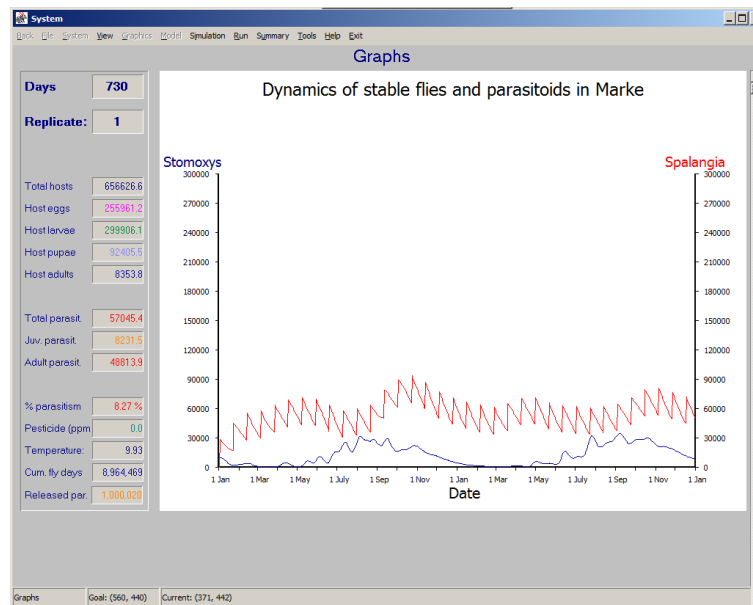 System
Back File System View Graphics Model Simulation Run Summary Tools Help Exit
Graphs
Days 730
Replicate: 1
Total hosts 656626.6
Host eggs 255961.2
Host larvae 299906.1
Host pupae 92405.5
Host adults 8353.8
Total parasit. 57045.4
Juv. parasit. 8231.5
Adult parasit. 48813.9
% parasitism 8.27 %
Pesticide (ppm 0.0
Temperature: 9.93
Cum. fly days 8,964,469
Released par. 1,000,020
Dynamics of stable flies and parasitoids in Marke
Stomoxys Spalangia
300000 300000
270000 270000
240000 240000
210000 210000
180000 180000
150000 150000
120000 120000
90000 90000
60000 60000
30000 30000
0 0
1 Jan 1 Mar 1 May 1 July 1 Sep 1 Nov 1 Jan 1 Mar 1 May 1 July 1 Sep 1 Nov 1 Jan
Date
Graphs Goal: (560, 440) Current: (371, 442)